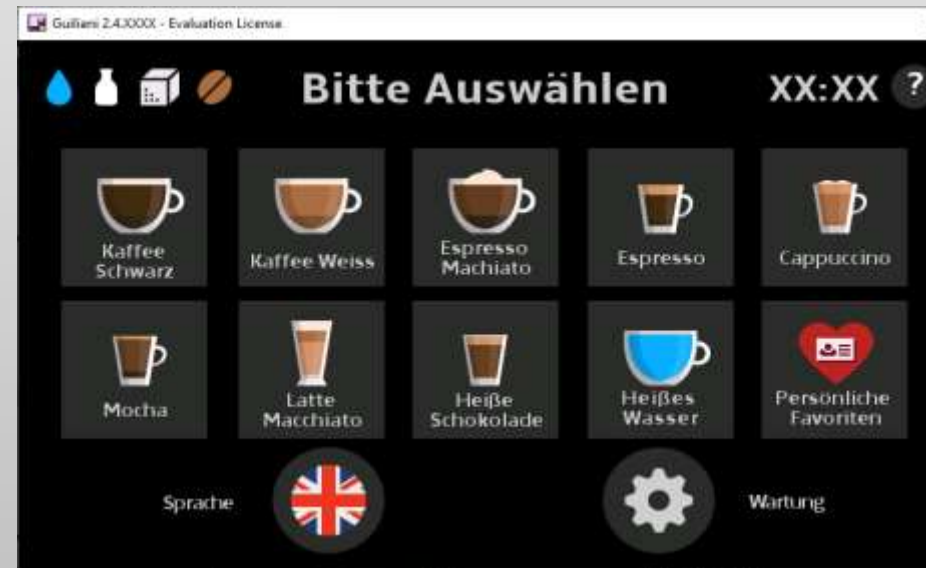 Guiliani 2.4.XXXX - Evaluation License
Bitte Auswählen
XX:XX ?
Kaffee
Schwarz
Kaffee Weiss
Espresso
Machiato
Espresso
Cappuccino
Mocha
Latte
Macchiato
Heiße
Schokolade
Heißes
Wasser
Persönliche
Favoriten
Sprache
Wartung